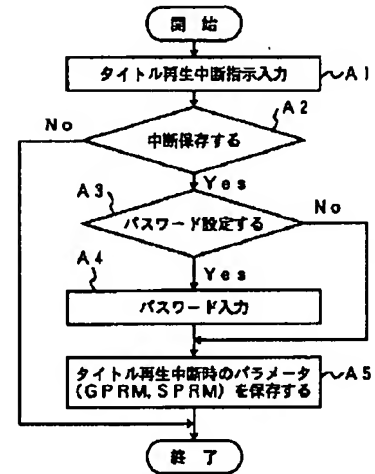 開 始
タイトル再生中断指示入力
A1
A2
No
中断保存する
Yes
A3
No
パスワード設定する
Yes
A4
パスワード入力
タイトル再生中断時のパラメータ
(GPRM, SPRM) を保存する
A5
終 了